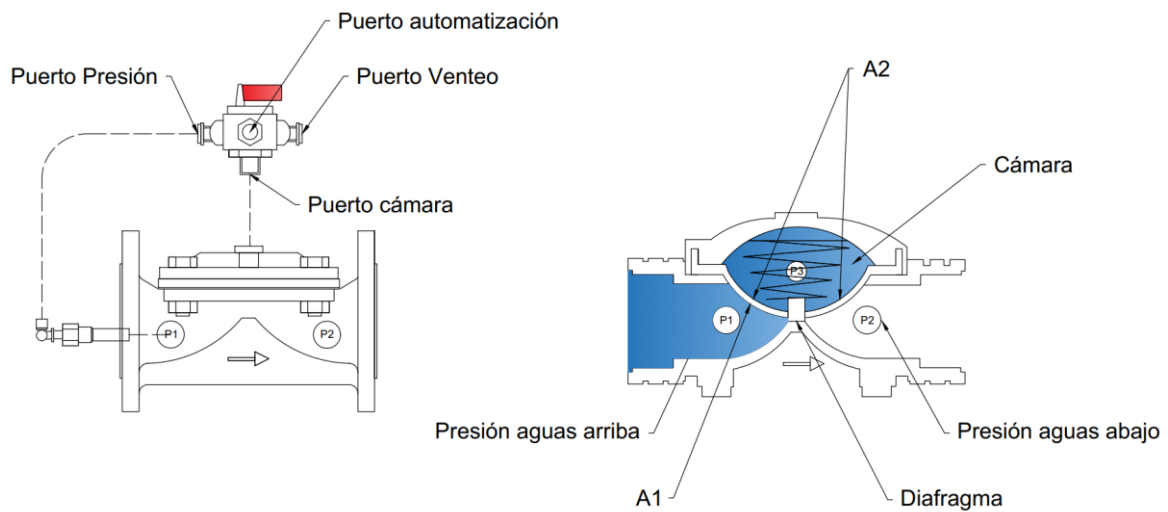 Puerto automatización
Puerto Presión
Puerto Venteo
A2
Cámara
Puerto cámara
P3
P1
P2
P1
P2
Presión aguas arriba
Presión aguas abajo
A1
Diafragma